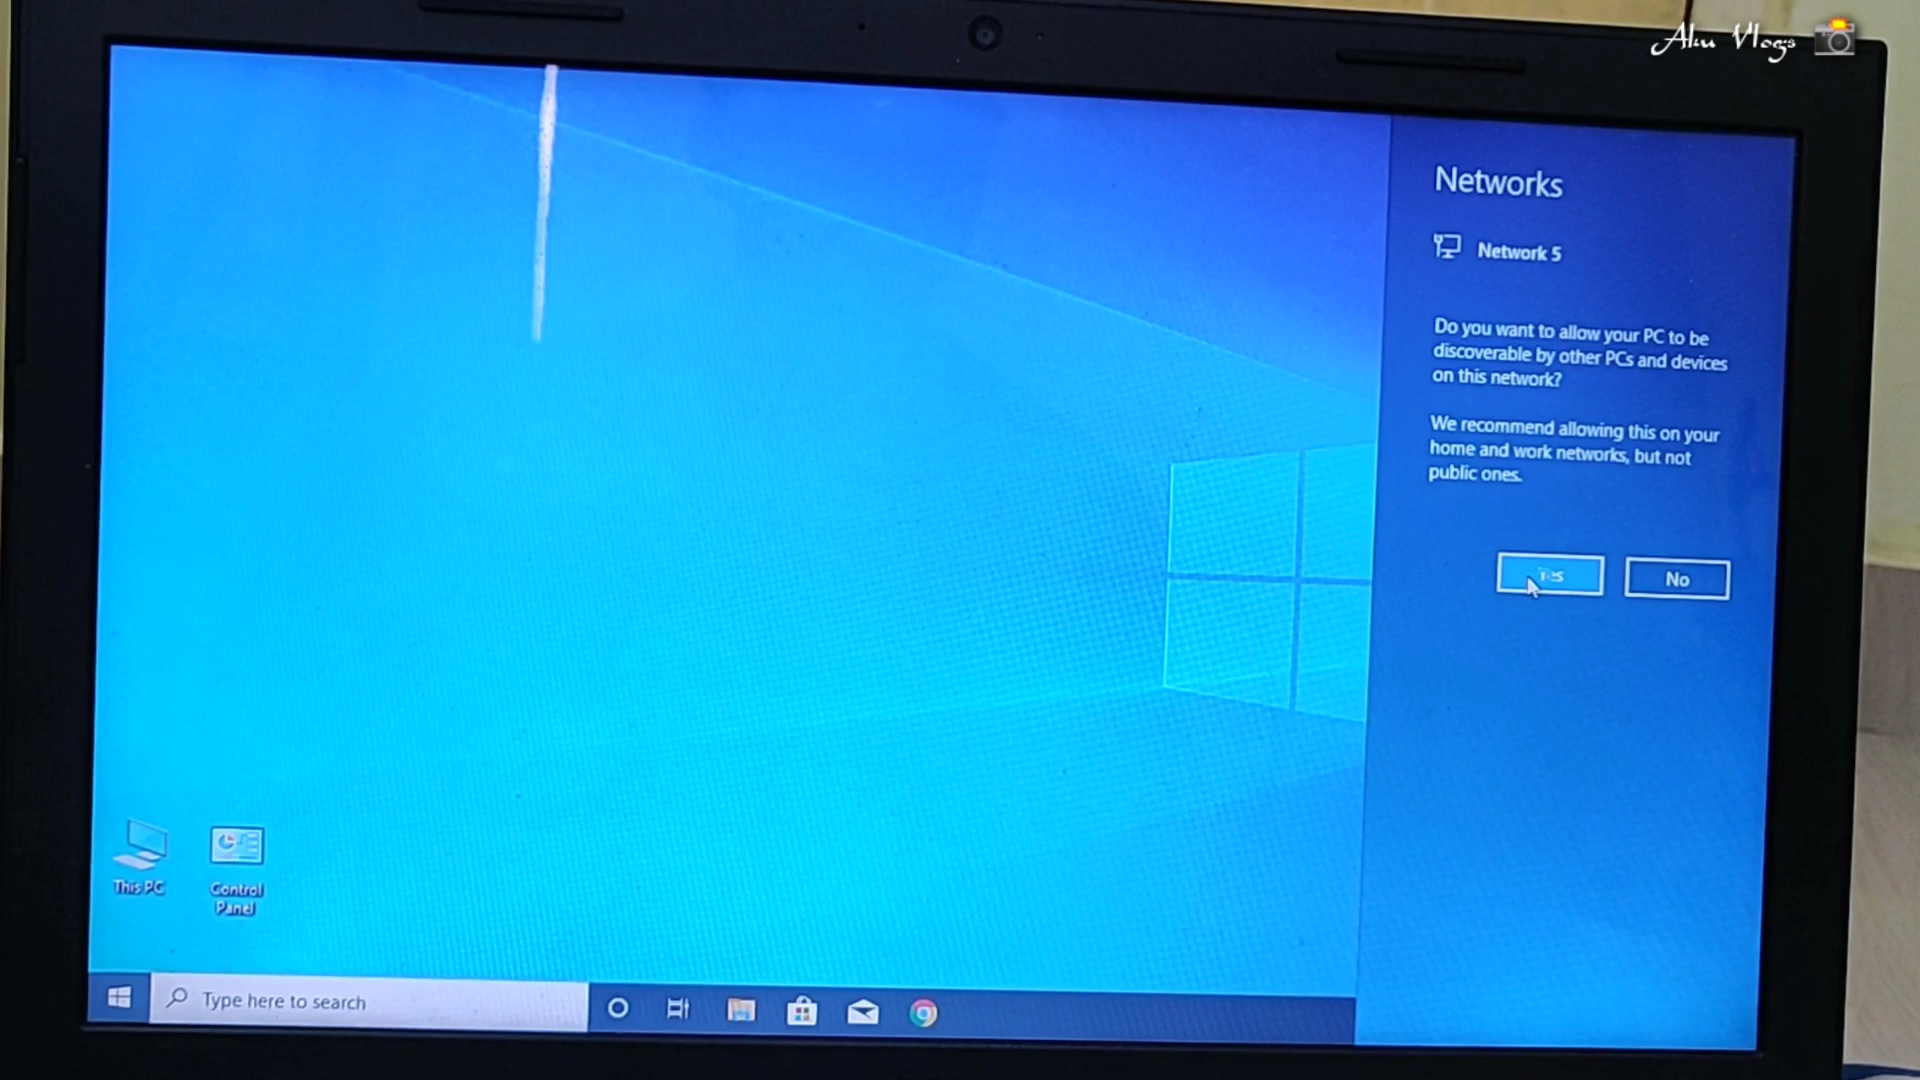 Alru Vlogs
Networks
Network 5
Do you want to allow your PC to be
discoverable by other PCs and devices
on this network?
We recommend allowing this on your
home and work networks, but not
public ones.
Yes
No
This PC
Control
Panel
Type here to search